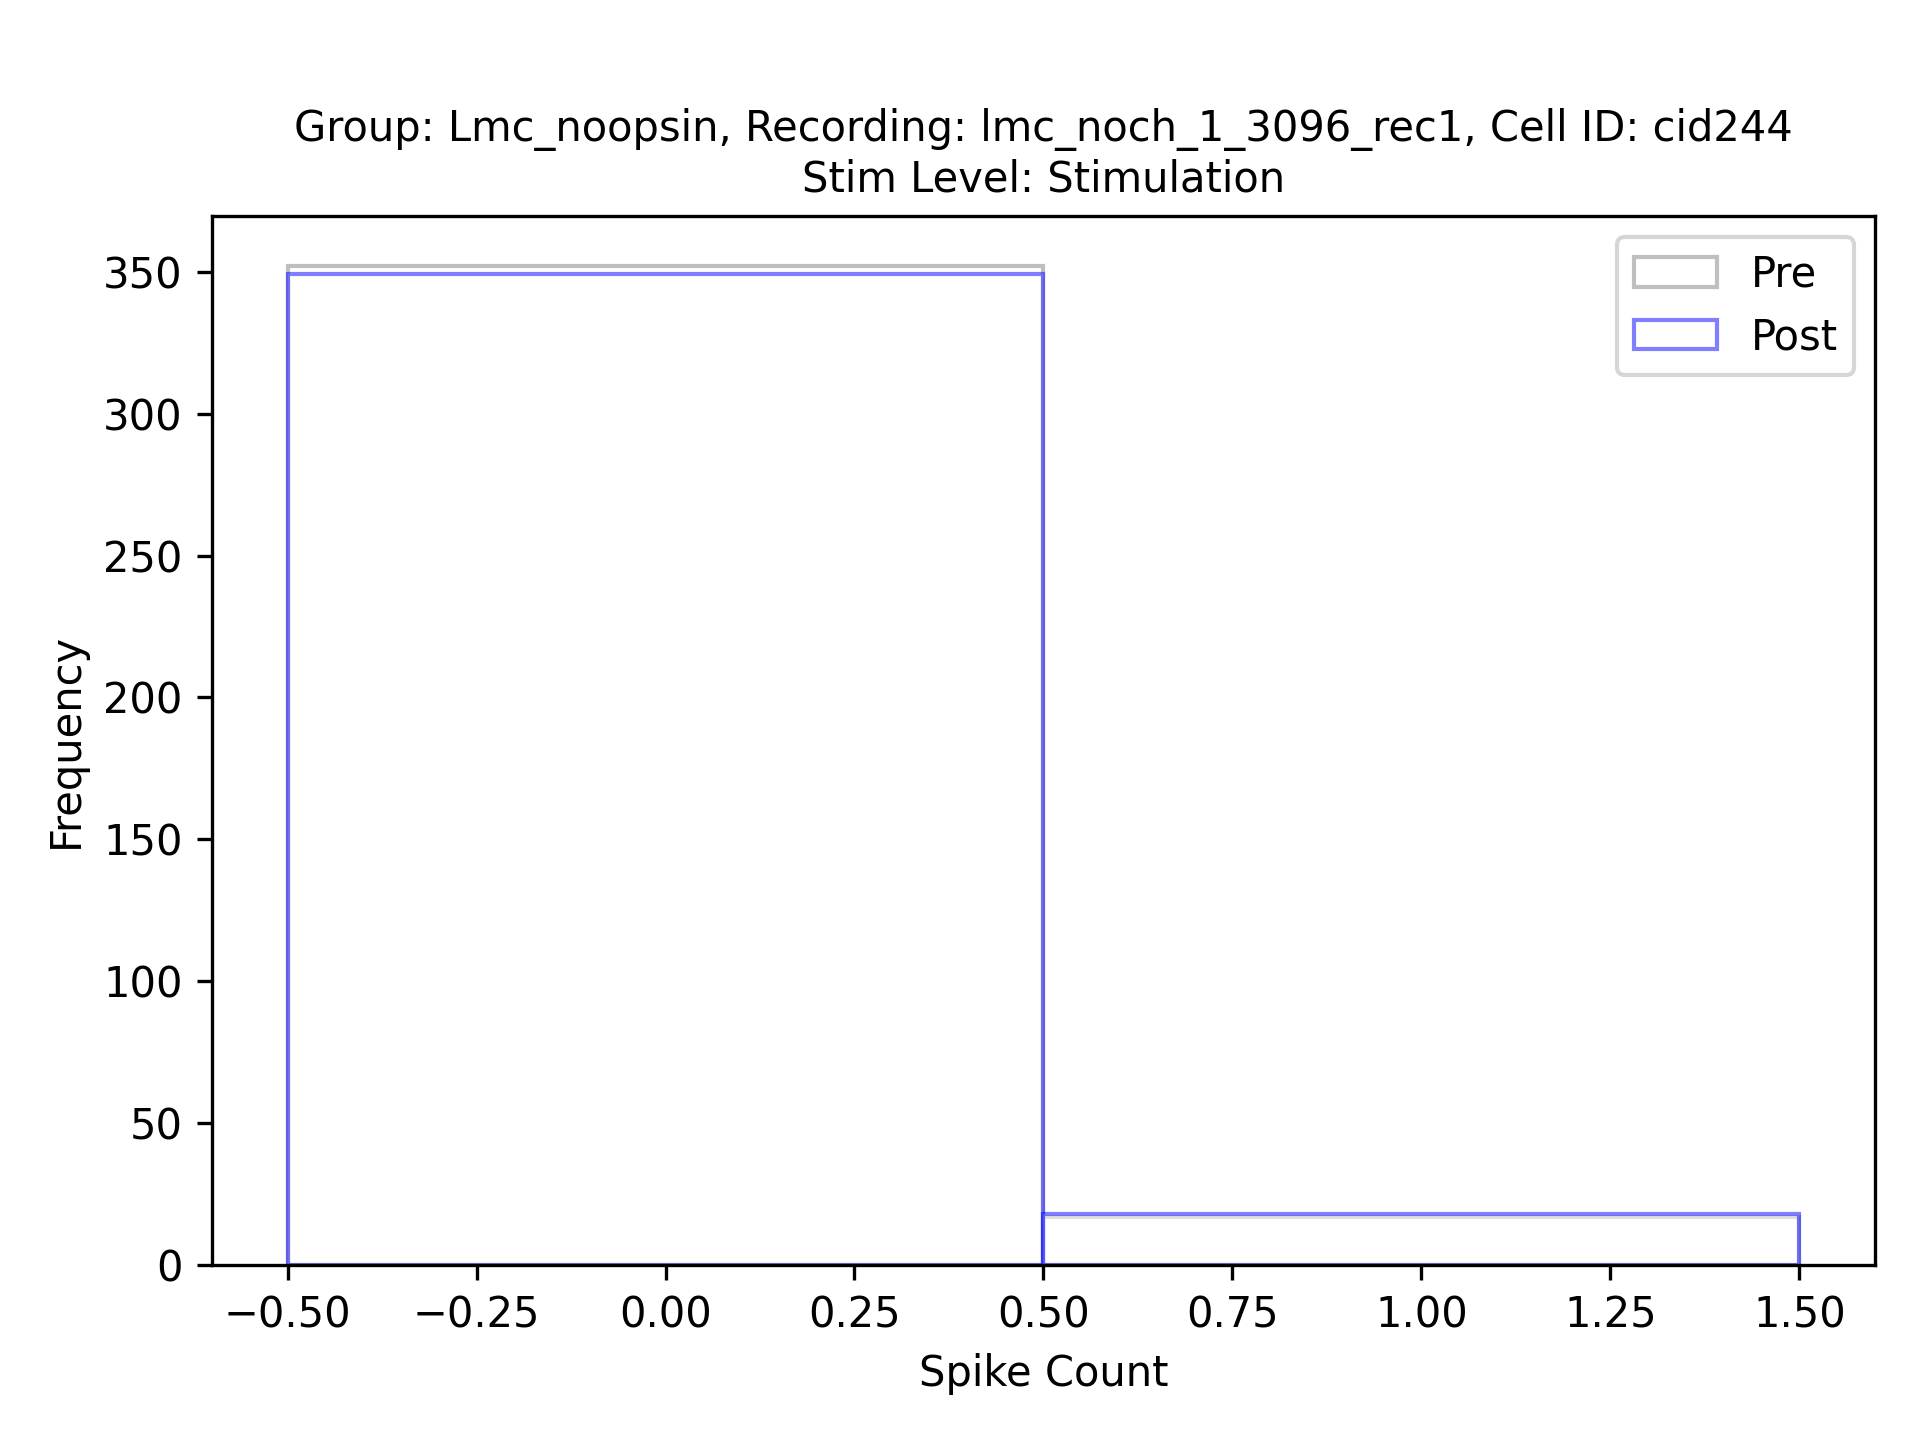 Group: Lmc_noopsin, Recording: lmc_noch_1_3096_rec1, Cell ID: cid244
Stim Level: Stimulation
Pre
Post
350
300
250
200
150
100
50
0
Frequency
−0.50 −0.25 0.00 0.25 0.50 0.75 1.00 1.25 1.50
Spike Count